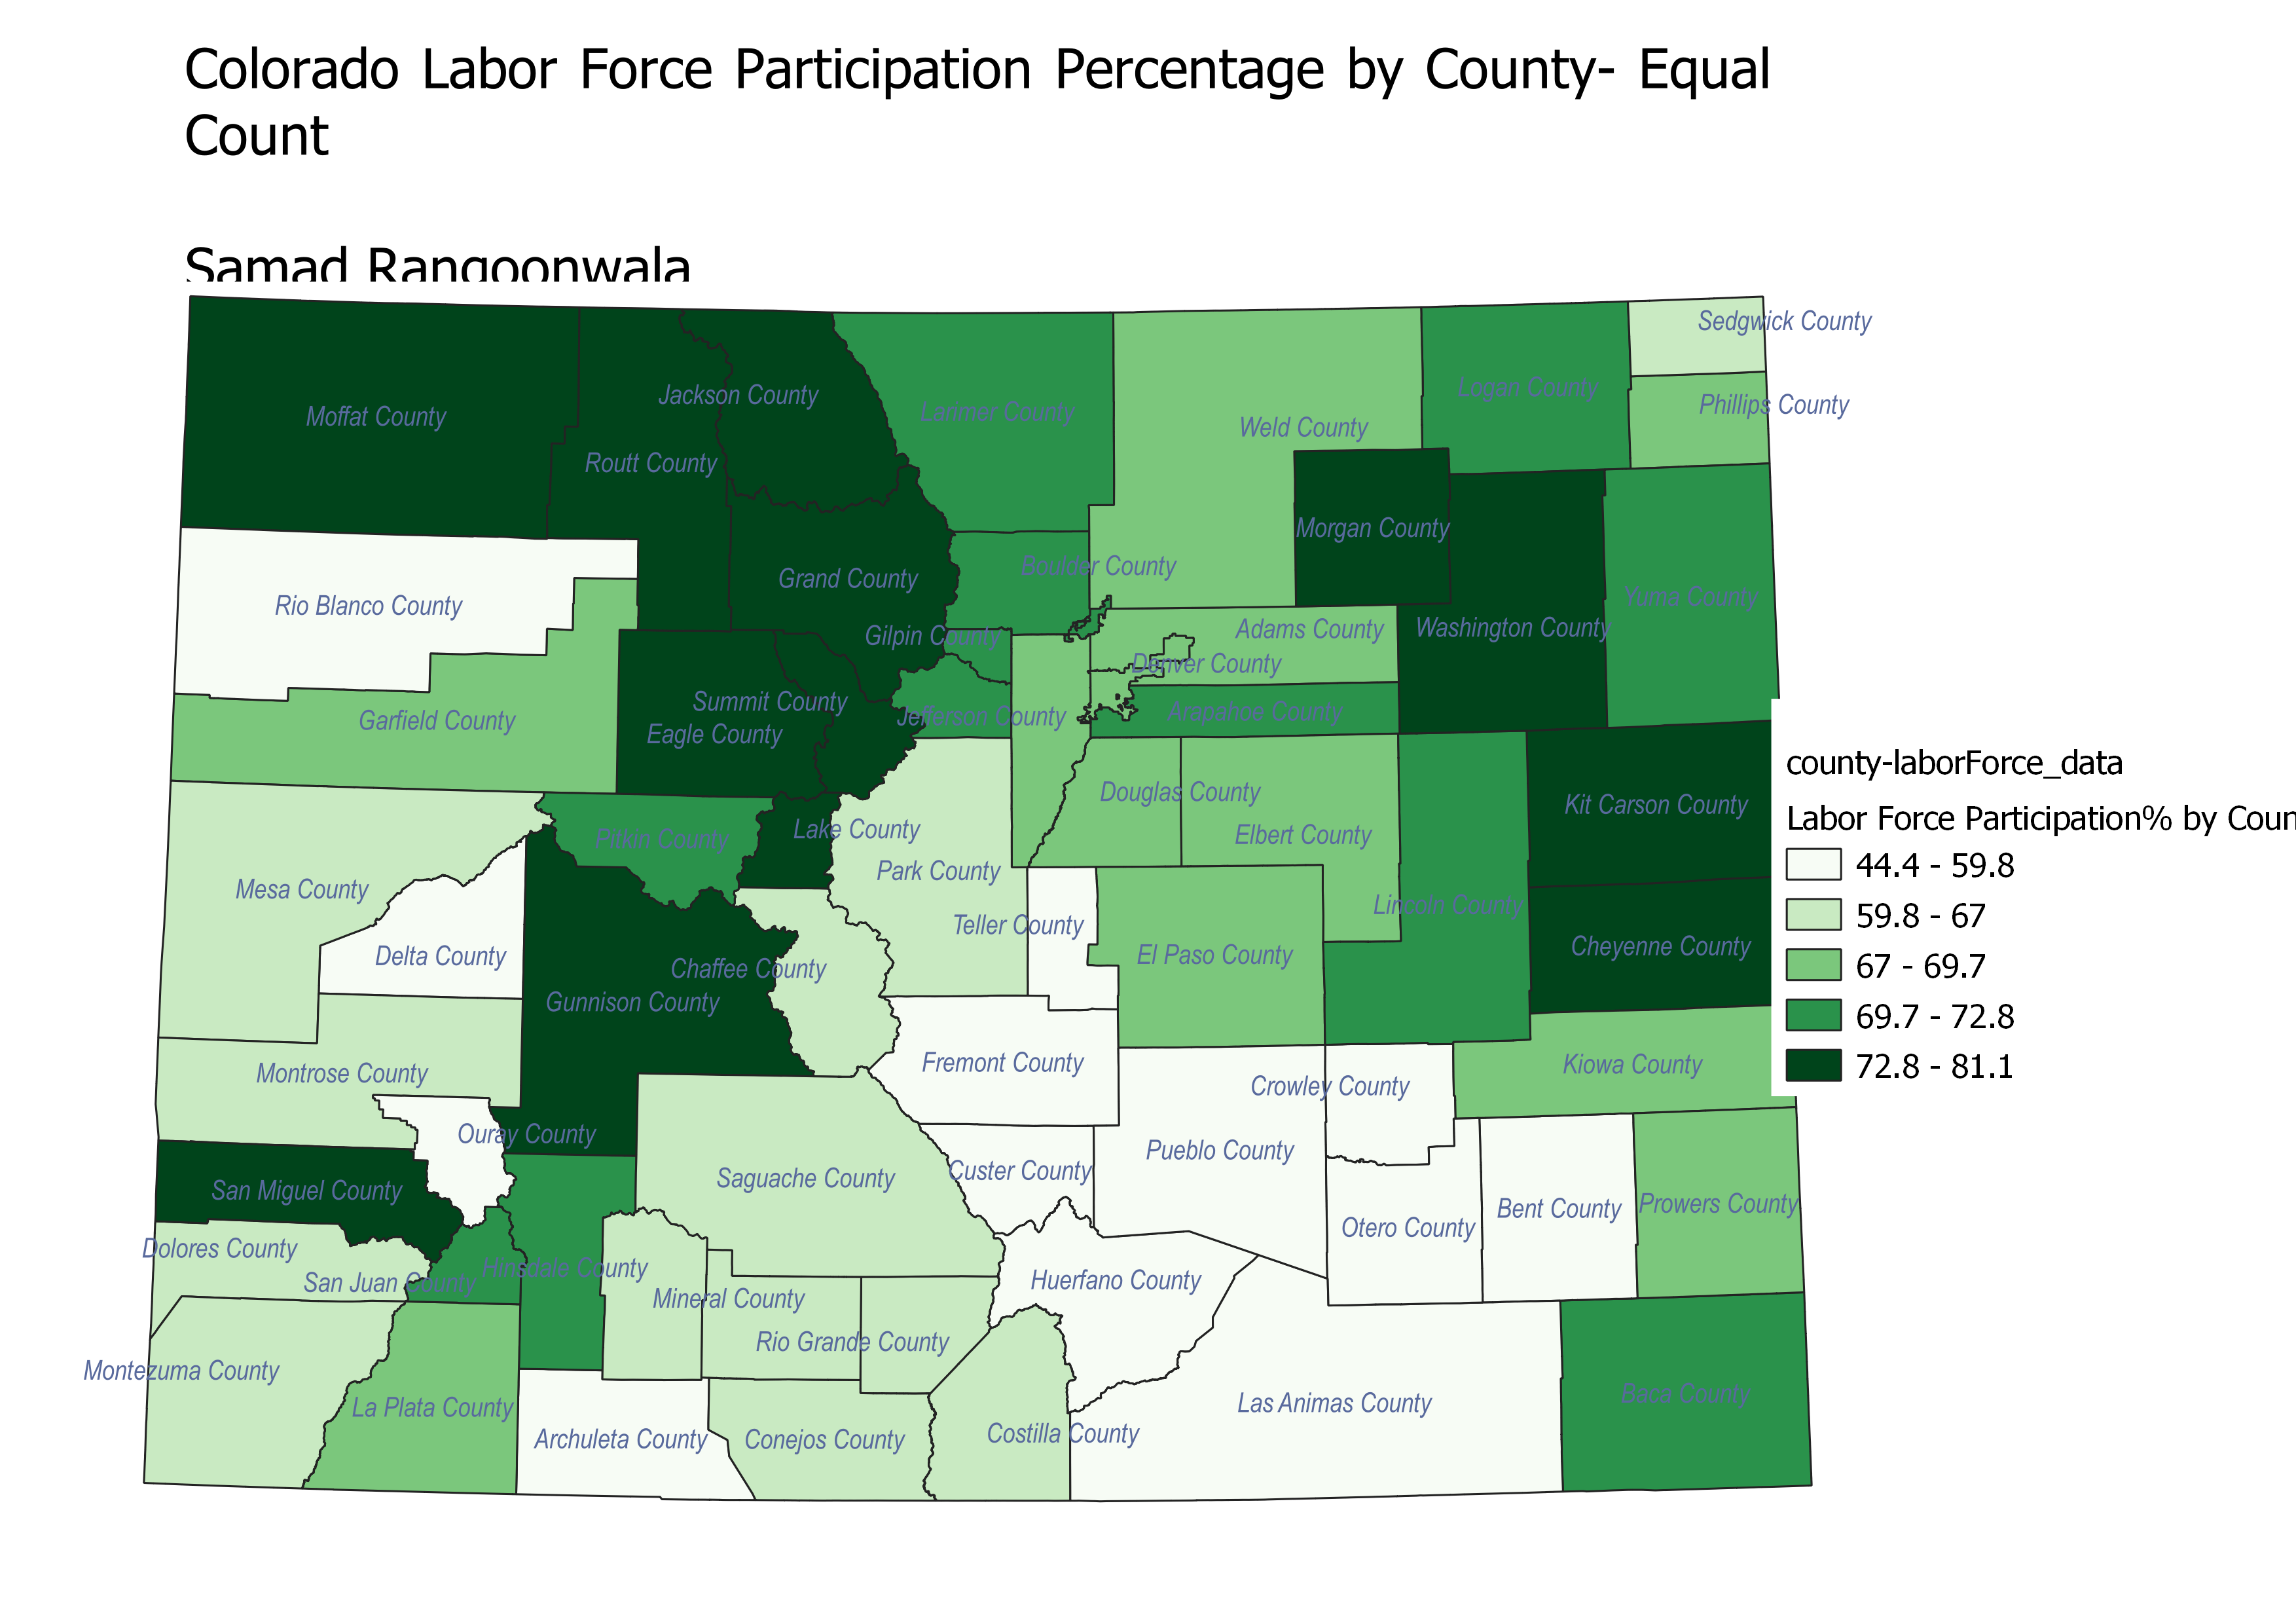 Colorado Labor Force Participation Percentage by County- Equal
Count
Samad Rangoonwala
Sedgwick County
Jackson County
Logan County
Phillips County
Moffat County
Larimer County
Weld County
Routt County
Morgan County
Boulder County
Grand County
Rio Blanco County
Yuma County
Gilpin County
Adams County
Washington County
Denver County
Summit County
Garfield County
Jefferson County
Arapahoe County
Eagle County
county-laborForce_data
Douglas County
Kit Carson County
Labor Force Participation% by Coun
Pitkin County
Lake County
Elbert County
44.4 - 59.8
Park County
Mesa County
Lincoln County
59.8 - 67
Teller County
Delta County
El Paso County
Cheyenne County
67 - 69.7
Chaffee County
Gunnison County
69.7 - 72.8
Fremont County
Kiowa County
72.8 - 81.1
Montrose County
Crowley County
Ouray County
Pueblo County
Saguache County
Custer County
San Miguel County
Prowers County
Bent County
Otero County
Dolores County
Hinsdale County
San Juan County
Huerfano County
Mineral County
Rio Grande County
Montezuma County
Baca County
Las Animas County
La Plata County
Costilla County
Archuleta County
Conejos County